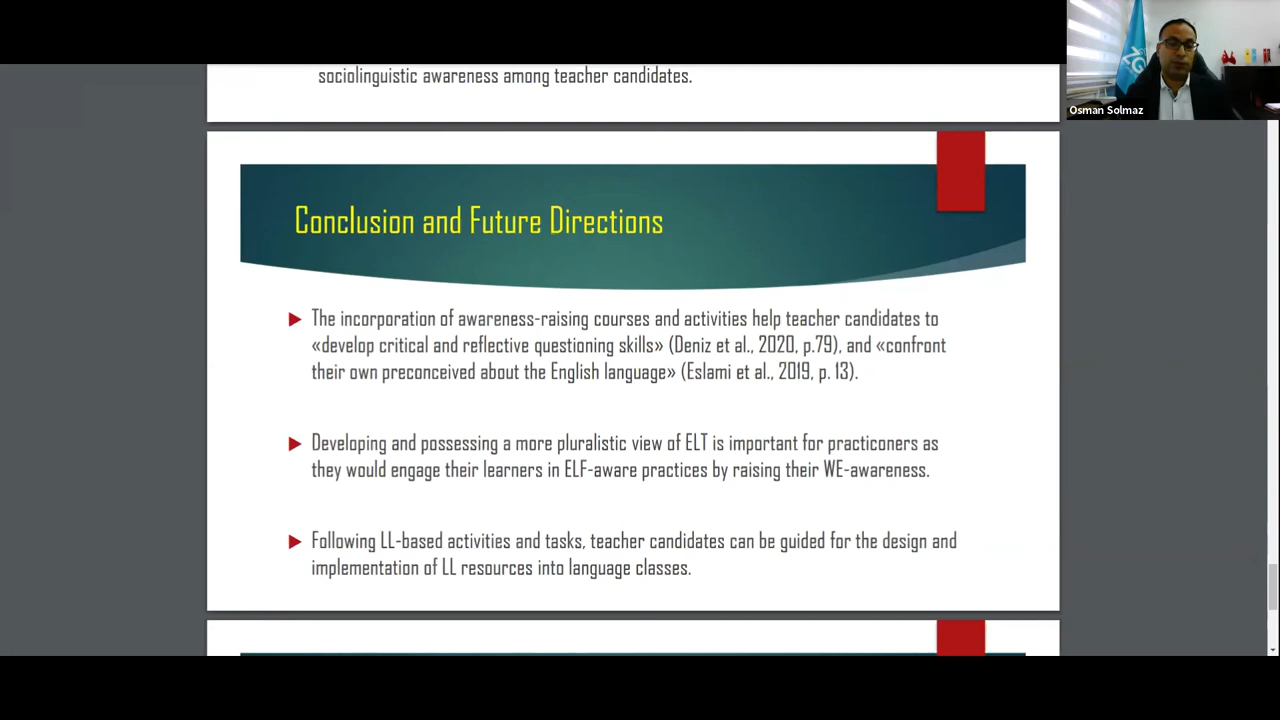 sociolinguistic awareness among teacher candidates.
Osman Solmaz
Conclusion and Future Directions
The incorporation of awareness-raising courses and activities help teacher candidates to
«develop critical and reflective questioning skills» (Deniz et al., 2020, p.79), and «confront
their own preconceived about the English language» (Eslami et al., 2019, p. 13).
Developing and possessing a more pluralistic view of ELT is important for practiconers as
they would engage their learners in ELF-aware practices by raising their WE-awareness.
Following LL-based activities and tasks, teacher candidates can be guided for the design and
implementation of LL resources into language classes.